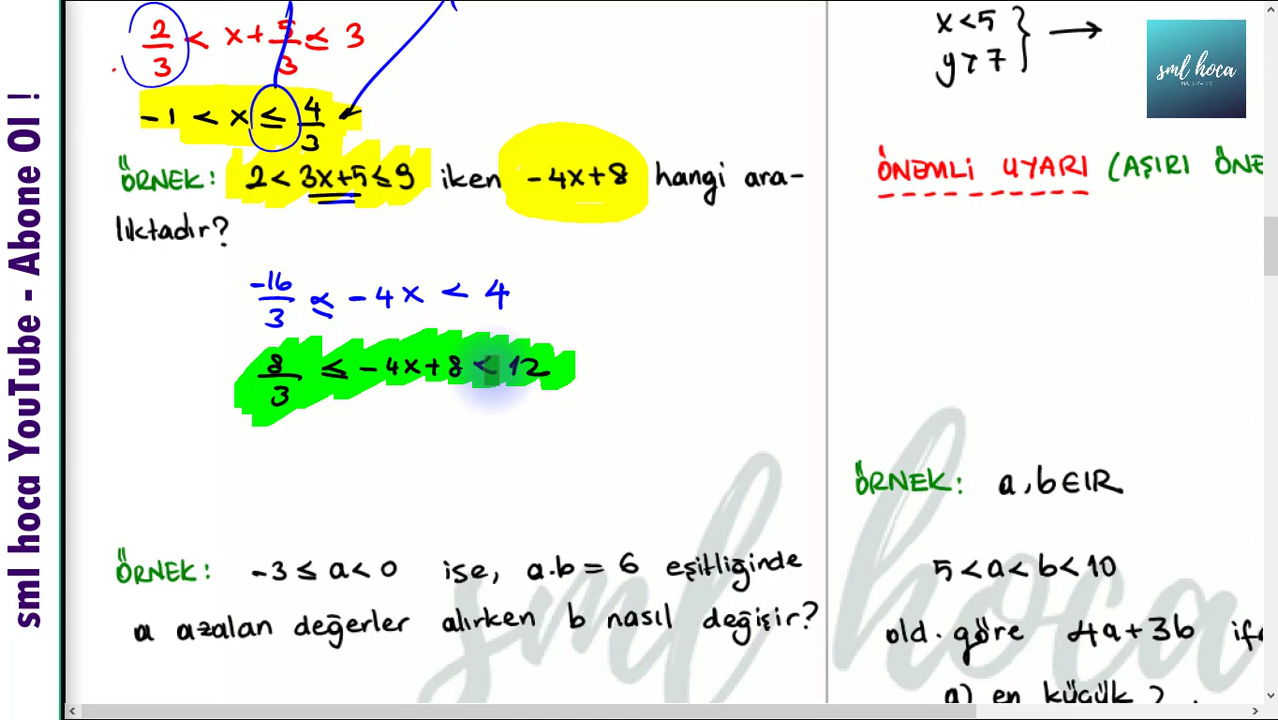 sml hoca YouTube - Abone Ol !
2/3 < x + 5/3 ≤ 3
-1 < x ≤ 4/3
ÖRNEK: 2 < 3x+5 ≤ 9 iken -4x+8 hangi ara-
lıktadır?
-16/3 ≤ -4x < 4
8/3 ≤ -4x+8 < 12
ÖRNEK: -3 ≤ a < 0 ise, a.b = 6 eşitliğinde
a azalan değerler alırken b nasıl değişir?
x < 5
y > 7
sml hoca
ÖNEMLİ UYARI (AŞIRI ÖNE
ÖRNEK: a, b ∈ IR
5 < a < b < 10
old. göre 4a+3b ife
a) en küçük ?
sml hoca